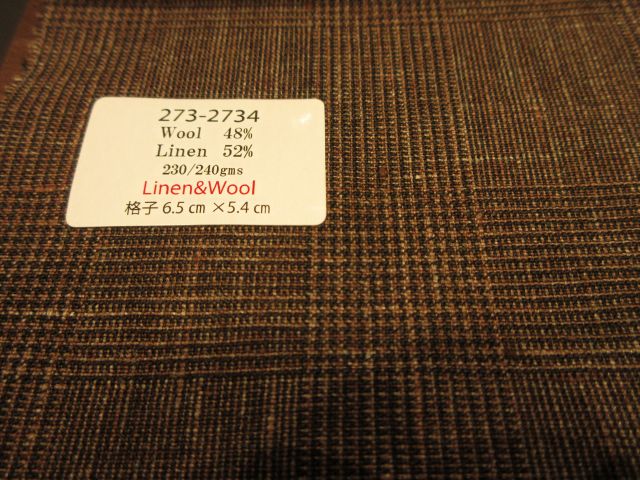 273-2734
Wool 48%
Linen 52%
230/240gms
Linen&Wool
格子 6.5 ㎝ ×5.4 ㎝